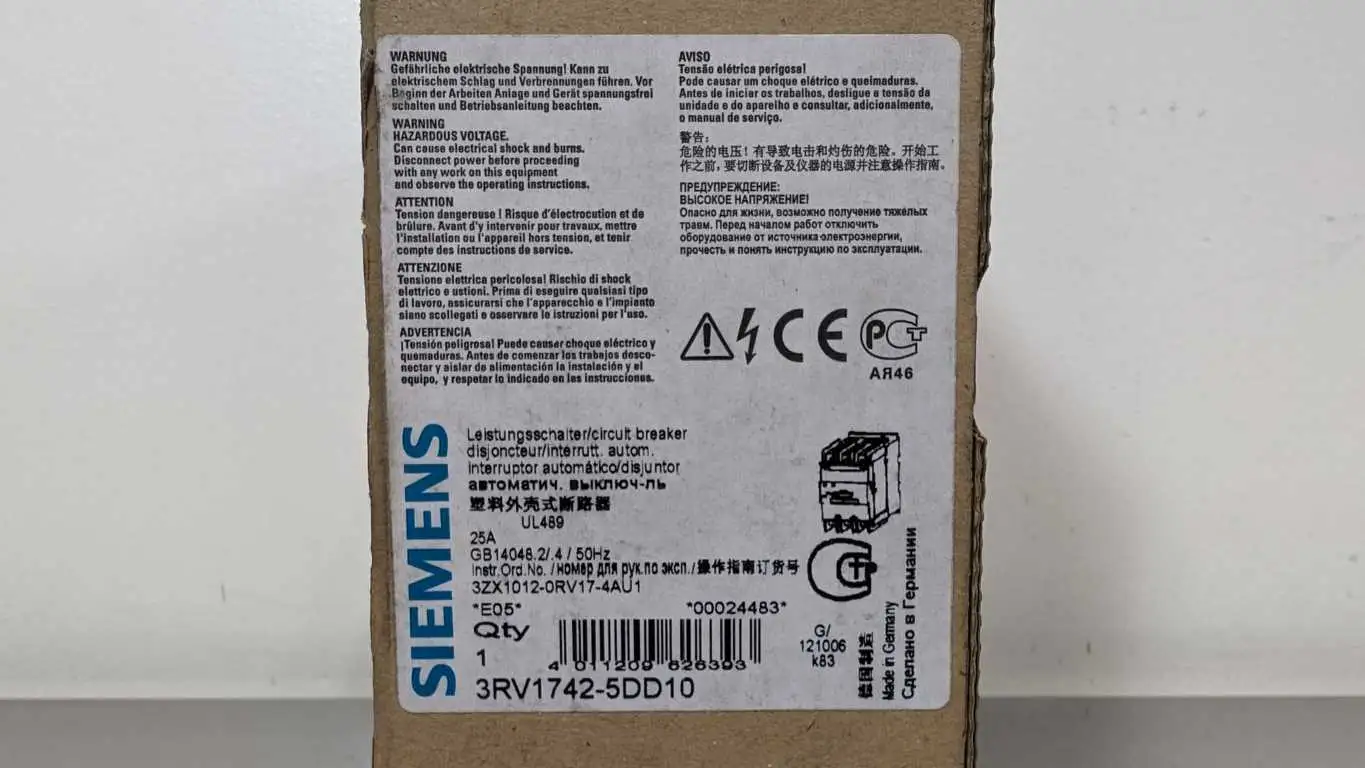 WARNUNG
Gefährliche elektrische Spannung! Kann zu
elektrischem Schlag und Verbrennungen führen. Vor
Beginn der Arbeiten Anlage und Gerät spannungsfrei
schalten und Betriebsanleitung beachten.
WARNING
HAZARDOUS VOLTAGE.
Can cause electrical shock and burns.
Disconnect power before proceeding
with any work on this equipment
and observe the operating instructions.
ATTENTION
Tension dangereuse ! Risque d'électrocution et de
brûlure. Avant d'y intervenir pour travaux, mettre
l'installation ou l'appareil hors tension, et tenir
compte des instructions de service.
ATTENZIONE
Tensione elettrica pericolosa! Rischio di shock
elettrico e ustioni. Prima di eseguire qualsiasi tipo
di lavoro, assicurarsi che l'apparecchio e l'impianto
siano scollegati e osservare le istruzioni per l'uso.
ADVERTENCIA
¡Tensión peligrosa! Puede causar choque eléctrico y
quemaduras. Antes de comenzar los trabajos desco-
nectar y aislar de alimentación la instalación y el
equipo, y respetar lo indicado en las instrucciones.
AVISO
Tensão elétrica perigosa!
Pode causar um choque elétrico e queimaduras.
Antes de iniciar os trabalhos, desligue a tensão da
unidade e do aparelho e consultar, adicionalmente,
o manual de serviço.
警告：
危险的电压！有导致电击和灼伤的危险。开始工
作之前，要切断设备及仪器的电源并注意操作指南。
ПРЕДУПРЕЖДЕНИЕ:
ВЫСОКОЕ НАПРЯЖЕНИЕ!
Опасно для жизни, возможно получение тяжёлых
травм. Перед началом работ отключить
оборудование от источника электроэнергии,
прочесть и понять инструкцию по эксплуатации.
CE
РСТ
АЯ46
SIEMENS
Leistungsschalter/circuit breaker
disjoncteur/interrutt. autom.
interruptor automático/disjuntor
автоматич. выключ-ль
塑料外壳式断路器
UL489
25A
GB14048.2/.4 / 50Hz
Instr.Ord.No. /номер для рук.по эксп./操作指南订货号
3ZX1012-0RV17-4AU1
*E05*
*00024483*
Qty
1
4 011209 626393
3RV1742-5DD10
G/
121006
k83
德国制造
Made in Germany
Сделано в Германии